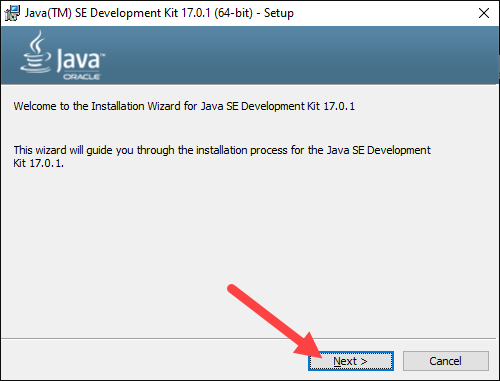 Java(TM) SE Development Kit 17.0.1 (64-bit) - Setup
Java™
ORACLE
Welcome to the Installation Wizard for Java SE Development Kit 17.0.1
This wizard will guide you through the installation process for the Java SE Development
Kit 17.0.1.
Next >
Cancel